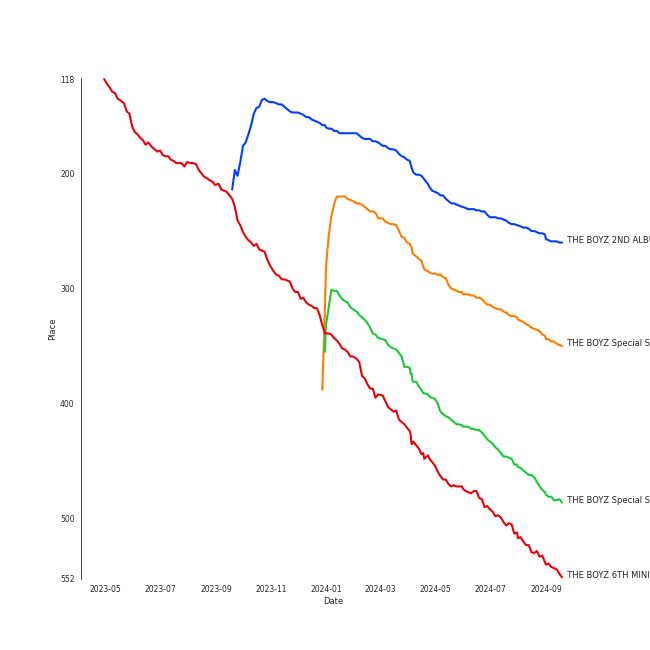 118
200
300
400
500
552
Place
2023-05
2023-07
2023-09
2023-11
2024-01
2024-03
2024-05
2024-07
2024-09
Date
THE BOYZ 2ND ALBU
THE BOYZ Special S
THE BOYZ Special S
THE BOYZ 6TH MINI